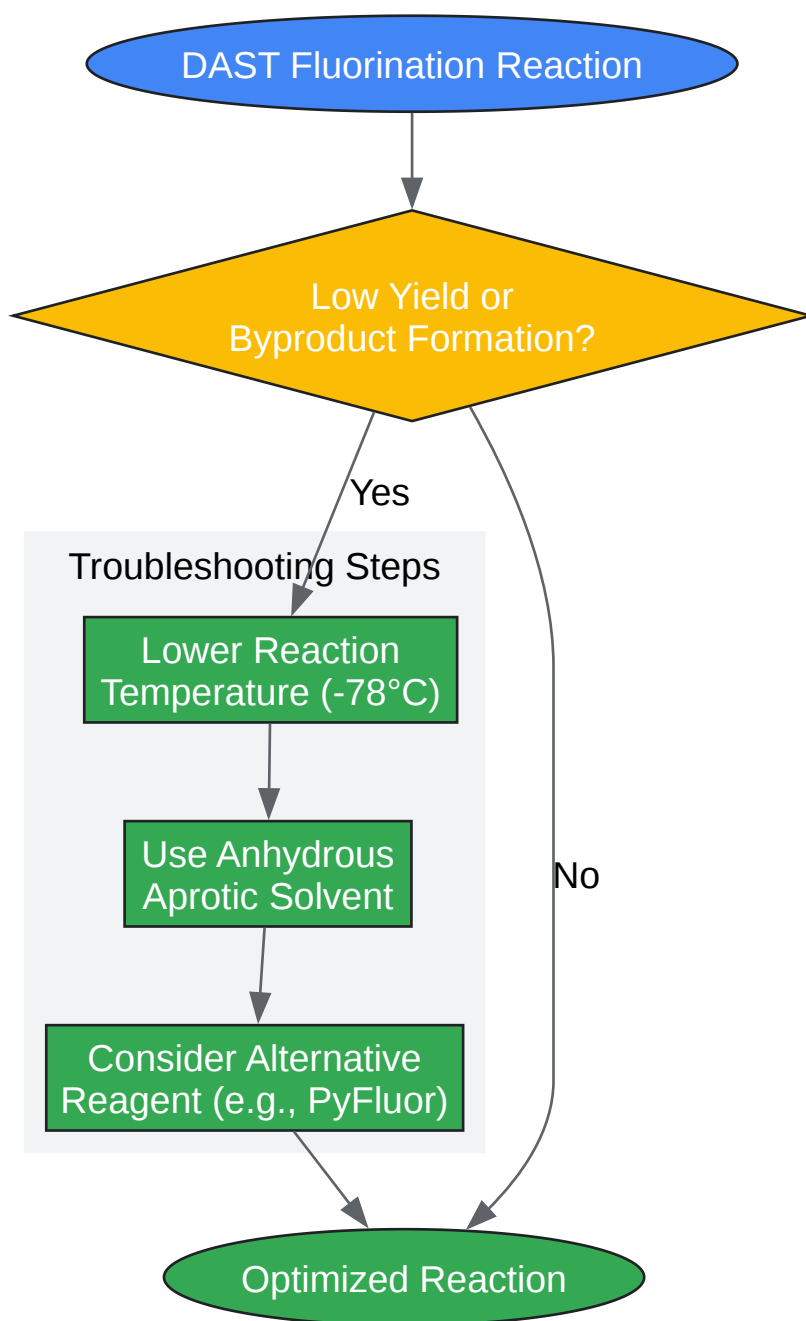 DAST Fluorination Reaction
Low Yield or
Byproduct Formation?
Yes
Troubleshooting Steps
Lower Reaction
Temperature (-78°C)
Use Anhydrous
Aprotic Solvent
No
Consider Alternative
Reagent (e.g., PyFluor)
Optimized Reaction